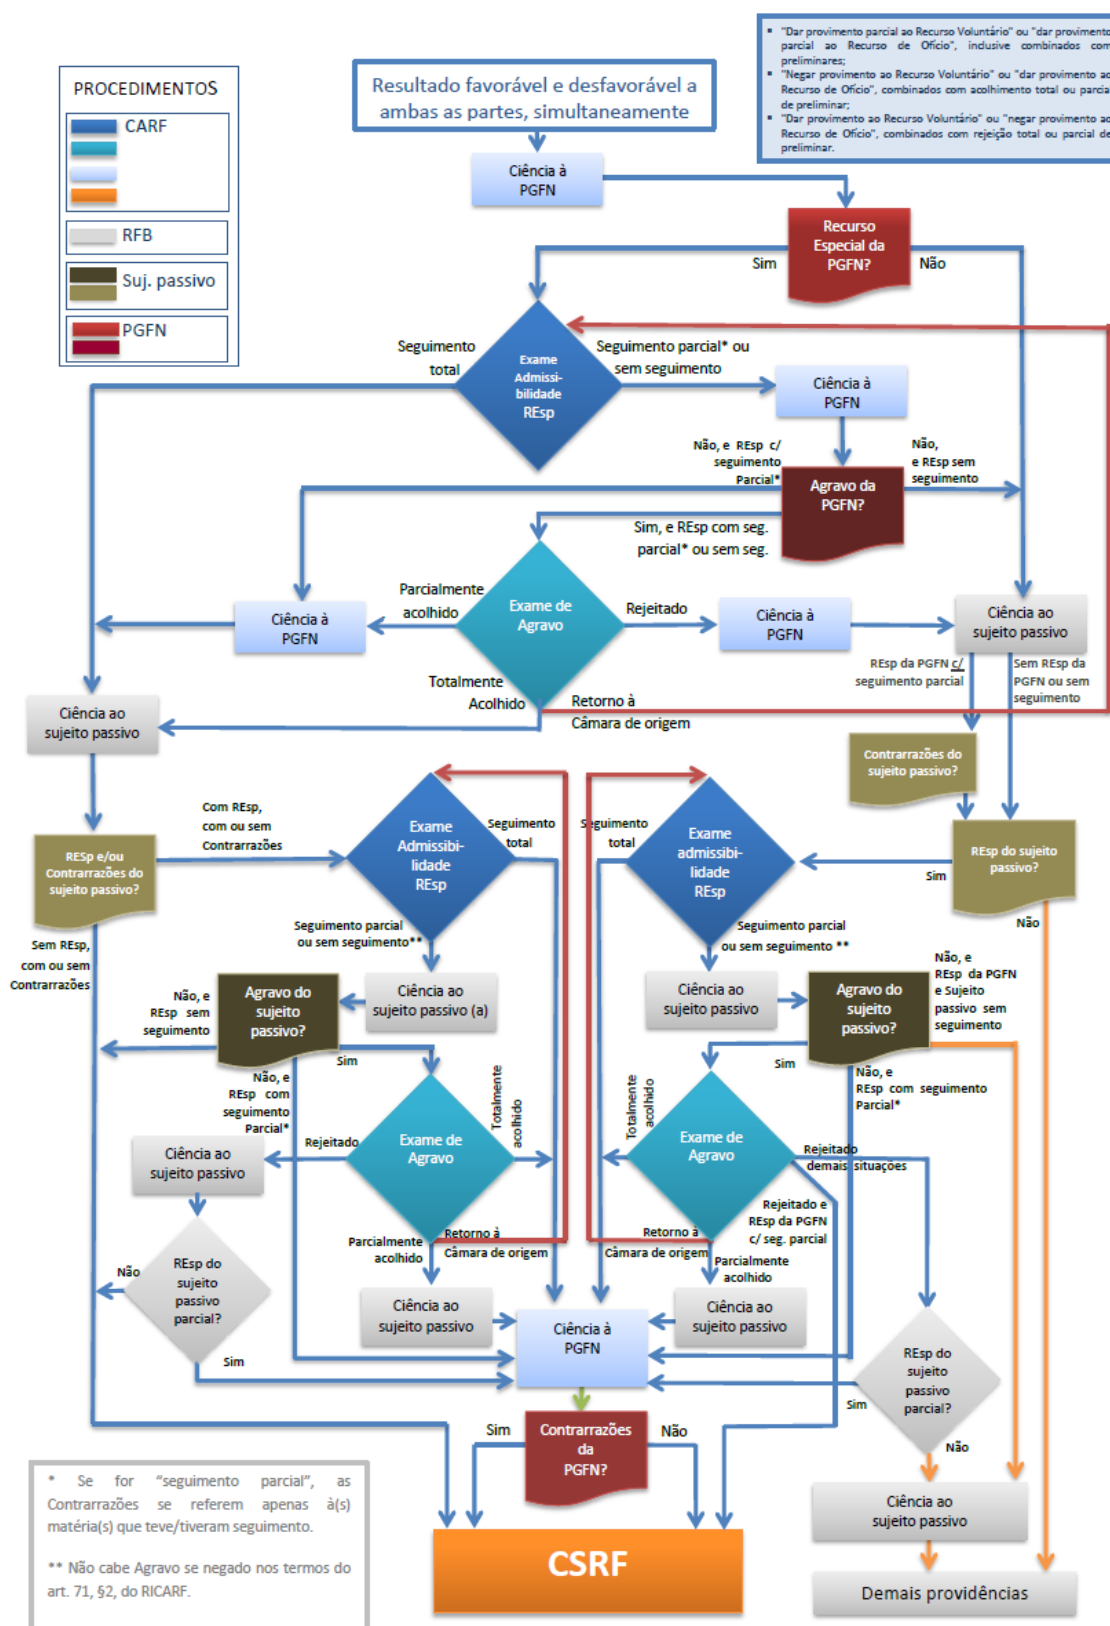 ▪ "Dar provimento parcial ao Recurso Voluntário" ou "dar provimento
parcial ao Recurso de Ofício", inclusive combinados com
preliminares;
▪ "Negar provimento ao Recurso Voluntário" ou "dar provimento ao
Recurso de Ofício", combinados com acolhimento total ou parcial
de preliminar;
▪ "Dar provimento ao Recurso Voluntário" ou "negar provimento ao
Recurso de Ofício", combinados com rejeição total ou parcial de
preliminar.
PROCEDIMENTOS
CARF
RFB
Suj. passivo
PGFN
Resultado favorável e desfavorável a
ambas as partes, simultaneamente
Ciência à
PGFN
Recurso
Especial da
PGFN?
Sim
Não
Seguimento
total
Exame
Admissi-
bilidade
REsp
Seguimento parcial* ou
sem seguimento
Ciência à
PGFN
Não, e REsp c/
seguimento
Parcial*
Não,
e REsp sem
seguimento
Agravo da
PGFN?
Sim, e REsp com seg.
parcial* ou sem seg.
Parcialmente
acolhido
Exame de
Agravo
Rejeitado
Ciência à
PGFN
Ciência à
PGFN
Ciência ao
sujeito passivo
REsp da PGFN c/
seguimento parcial
Sem REsp da
PGFN ou sem
seguimento
Totalmente
Acolhido
Retorno à
Câmara de origem
Ciência ao
sujeito passivo
Contrarrazões do
sujeito passivo?
RESp e/ou
Contrarrazões do
sujeito passivo?
Com REsp,
com ou sem
Contrarrazões
Exame
Admissibi-
lidade
REsp
Seguimento
total
Seguimento
total
Exame
admissibi-
lidade
REsp
REsp do sujeito
passivo?
Sim
Não
Sem REsp,
com ou sem
Contrarrazões
Seguimento parcial
ou sem seguimento**
Seguimento parcial
ou sem seguimento **
Não, e
REsp sem
seguimento
Agravo do
sujeito
passivo?
Ciência ao
sujeito passivo (a)
Ciência ao
sujeito passivo
Agravo do
sujeito
passivo?
Não, e
REsp da PGFN
e Sujeito
passivo sem
seguimento
Sim
Não, e
REsp com
seguimento
Parcial*
Sim
Não, e
REsp com seguimento
Parcial*
Totalmente
acolhido
Totalmente
acolhido
Exame de
Agravo
Rejeitado
Exame de
Agravo
Rejeitado
demais situações
Ciência ao
sujeito passivo
Rejeitado e
REsp da PGFN
c/ seg. parcial
Parcialmente
acolhido
Retorno à
Câmara de origem
Retorno à
Câmara de origem
Parcialmente
acolhido
Não
REsp do
sujeito
passivo
parcial?
Sim
Ciência ao
sujeito passivo
Ciência à
PGFN
Ciência ao
sujeito passivo
REsp do
sujeito
passivo
parcial?
Sim
Não
Sim
Contrarrazões
da
PGFN?
Não
* Se for “seguimento parcial”, as
Contrarrazões se referem apenas à(s)
matéria(s) que teve/tiveram seguimento.
** Não cabe Agravo se negado nos termos do
art. 71, §2, do RICARF.
CSRF
Ciência ao
sujeito passivo
Demais providências